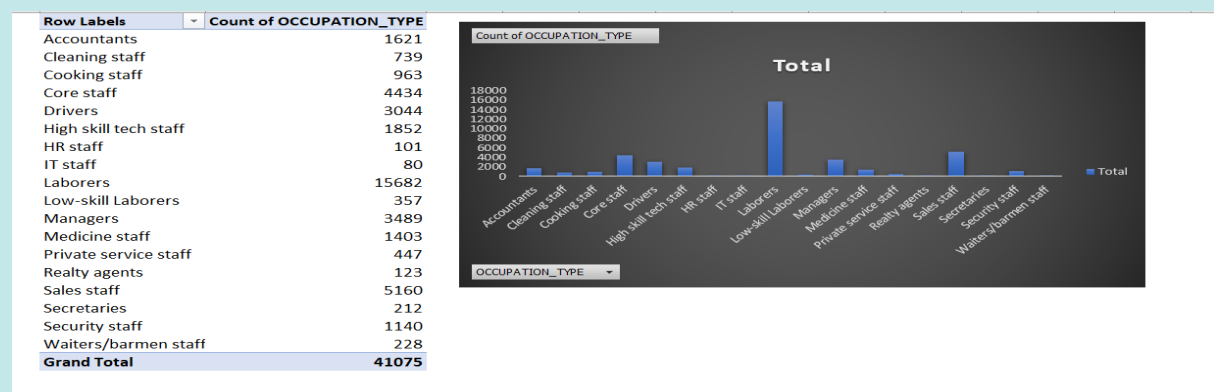 Row Labels Count of OCCUPATION_TYPE
Accountants 1621
Cleaning staff 739
Cooking staff 963
Core staff 4434
Drivers 3044
High skill tech staff 1852
HR staff 101
IT staff 80
Laborers 15682
Low-skill Laborers 357
Managers 3489
Medicine staff 1403
Private service staff 447
Realty agents 123
Sales staff 5160
Secretaries 212
Security staff 1140
Waiters/barmen staff 228
Grand Total 41075
Count of OCCUPATION_TYPE
Total
18000
16000
14000
12000
10000
8000
6000
4000
2000
0
Accountants
Cleaning staff
Cooking staff
Core staff
Drivers
High skill tech staff
HR staff
IT staff
Laborers
Low-skill Laborers
Managers
Medicine staff
Private service staff
Realty agents
Sales staff
Secretaries
Security staff
Waiters/barmen staff
Total
OCCUPATION_TYPE